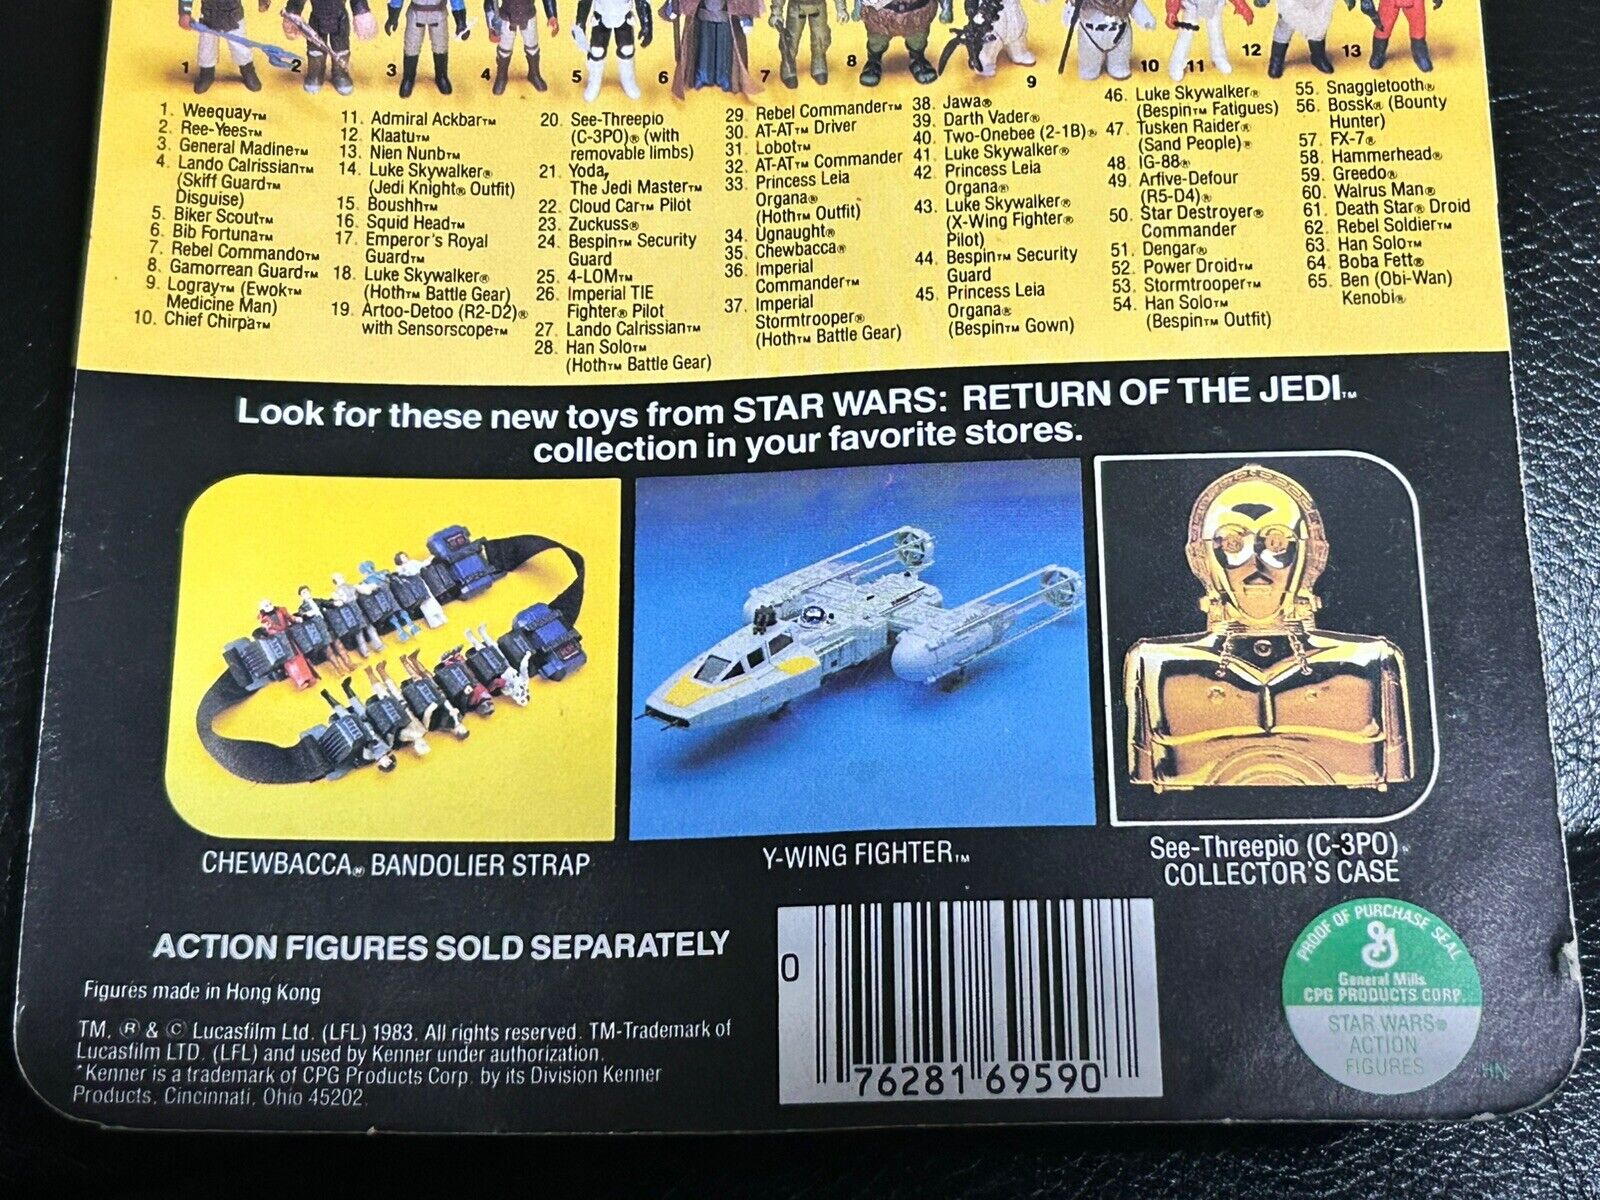 1 2 3 4 5 6 7 8 9 10 11 12 13
1. Weequay™
2. Ree-Yees™
3. General Madine™
4. Lando Calrissian™
(Skiff Guard™
Disguise)
5. Biker Scout™
6. Bib Fortuna™
7. Rebel Commando™
8. Gamorrean Guard™
9. Logray™ (Ewok™
Medicine Man)
10. Chief Chirpa™
11. Admiral Ackbar™
12. Klaatu™
13. Nien Nunb™
14. Luke Skywalker®
(Jedi Knight® Outfit)
15. Boushh™
16. Squid Head™
17. Emperor's Royal
Guard™
18. Luke Skywalker®
(Hoth™ Battle Gear)
19. Artoo-Detoo (R2-D2)®
with Sensorscope™
20. See-Threepio
(C-3PO)® (with
removable limbs)
21. Yoda,
The Jedi Master™
22. Cloud Car™ Pilot
23. Zuckuss®
24. Bespin™ Security
Guard
25. 4-LOM™
26. Imperial TIE
Fighter® Pilot
27. Lando Calrissian™
28. Han Solo™
(Hoth™ Battle Gear)
29. Rebel Commander™
30. AT-AT™ Driver
31. Lobot™
32. AT-AT™ Commander
33. Princess Leia
Organa®
(Hoth™ Outfit)
34. Ugnaught®
35. Chewbacca®
36. Imperial
Commander™
37. Imperial
Stormtrooper®
(Hoth™ Battle Gear)
38. Jawa®
39. Darth Vader®
40. Two-Onebee (2-1B)®
41. Luke Skywalker®
42. Princess Leia
Organa®
43. Luke Skywalker®
(X-Wing Fighter®
Pilot)
44. Bespin™ Security
Guard
45. Princess Leia
Organa®
(Bespin™ Gown)
46. Luke Skywalker®
(Bespin™ Fatigues)
47. Tusken Raider®
(Sand People)®
48. IG-88®
49. Arfive-Defour
(R5-D4)®
50. Star Destroyer®
Commander
51. Dengar®
52. Power Droid™
53. Stormtrooper™
54. Han Solo™
(Bespin™ Outfit)
55. Snaggletooth®
56. Bossk® (Bounty
Hunter)
57. FX-7®
58. Hammerhead®
59. Greedo®
60. Walrus Man®
61. Death Star® Droid
62. Rebel Soldier™
63. Han Solo™
64. Boba Fett®
65. Ben (Obi-Wan)
Kenobi®
Look for these new toys from STAR WARS: RETURN OF THE JEDI™
collection in your favorite stores.
CHEWBACCA® BANDOLIER STRAP
Y-WING FIGHTER™
See-Threepio (C-3PO)
COLLECTOR'S CASE
ACTION FIGURES SOLD SEPARATELY
Figures made in Hong Kong
TM, ® & © Lucasfilm Ltd. (LFL) 1983. All rights reserved. TM-Trademark of
Lucasfilm LTD. (LFL) and used by Kenner under authorization.
*Kenner is a trademark of CPG Products Corp. by its Division Kenner
Products, Cincinnati, Ohio 45202.
0 76281 69590
PROOF OF PURCHASE SEAL
General Mills
CPG PRODUCTS CORP.
STAR WARS®
ACTION
FIGURES